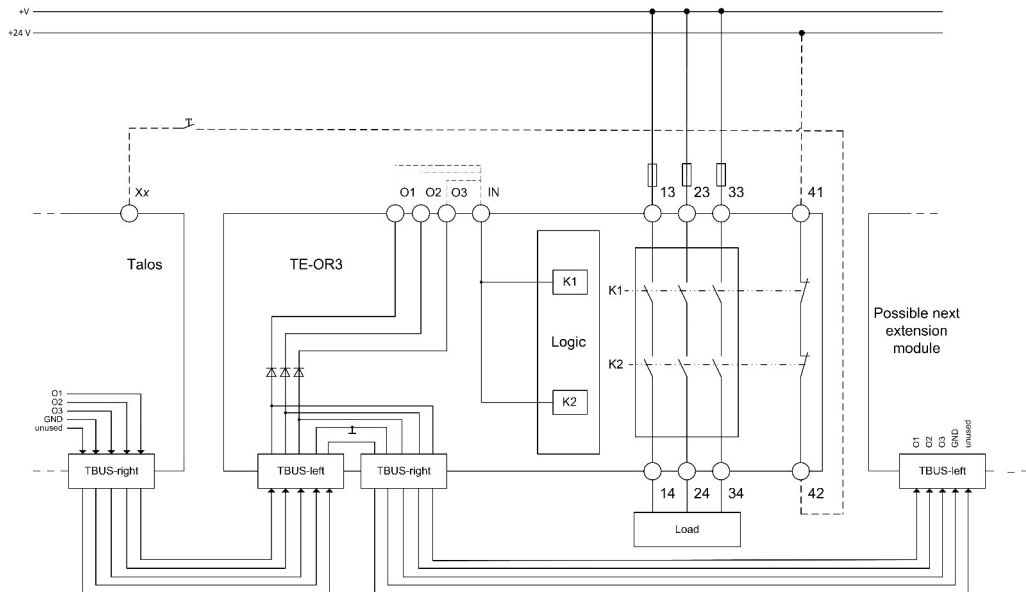 +V
+24 V
Xx
O1 O2 O3 IN
13 23 33 41
Talos
TE-OR3
K1
K1
Logic
K2
K2
Possible next
extension
module
O1
O2
O3
GND
unused
O1
O2
O3
GND
unused
TBUS-right
TBUS-left
TBUS-right
TBUS-left
14 24 34 42
Load